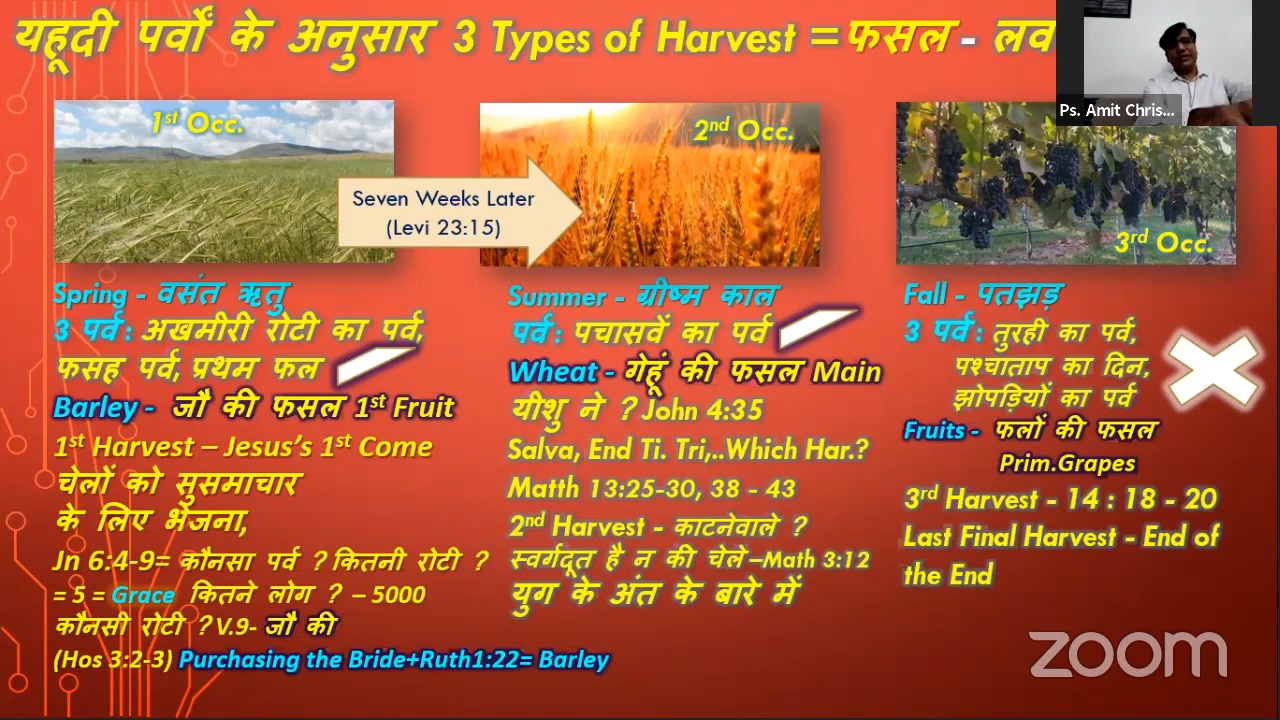 यहूदी पर्वों के अनुसार 3 Types of Harvest =फसल - लव
Ps. Amit Chris...
1st Occ.
2nd Occ.
3rd Occ.
Seven Weeks Later
(Levi 23:15)
Spring - वसंत ऋतु
3 पर्व : अखमीरी रोटी का पर्व,
फसह पर्व, प्रथम फल
Barley - जौ की फसल 1st Fruit
1st Harvest – Jesus's 1st Come
चेलों को सुसमाचार
के लिए भेजना,
Jn 6:4-9= कौनसा पर्व ? कितनी रोटी ?
= 5 = Grace कितने लोग ? – 5000
कौनसी रोटी ? V.9- जौ की
(Hos 3:2-3) Purchasing the Bride+Ruth1:22= Barley
Summer - ग्रीष्म काल
पर्व : पचासवें का पर्व
Wheat - गेहूं की फसल Main
यीशु ने ? John 4:35
Salva, End Ti. Tri,..Which Har.?
Matth 13:25-30, 38 - 43
2nd Harvest - काटनेवाले ?
स्वर्गदूत है न की चेले –Math 3:12
युग के अंत के बारे में
Fall - पतझड़
3 पर्व : तुरही का पर्व,
पश्चाताप का दिन,
झोपड़ियों का पर्व
Fruits - फलों की फसल
Prim.Grapes
3rd Harvest - 14 : 18 - 20
Last Final Harvest - End of
the End
zoom